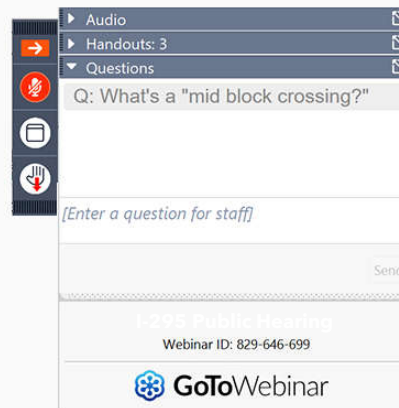 Audio
Handouts: 3
Questions
Q: What's a "mid block crossing?"
[Enter a question for staff]
Send
I-295 Public Hearing
Webinar ID: 829-646-699
GoToWebinar